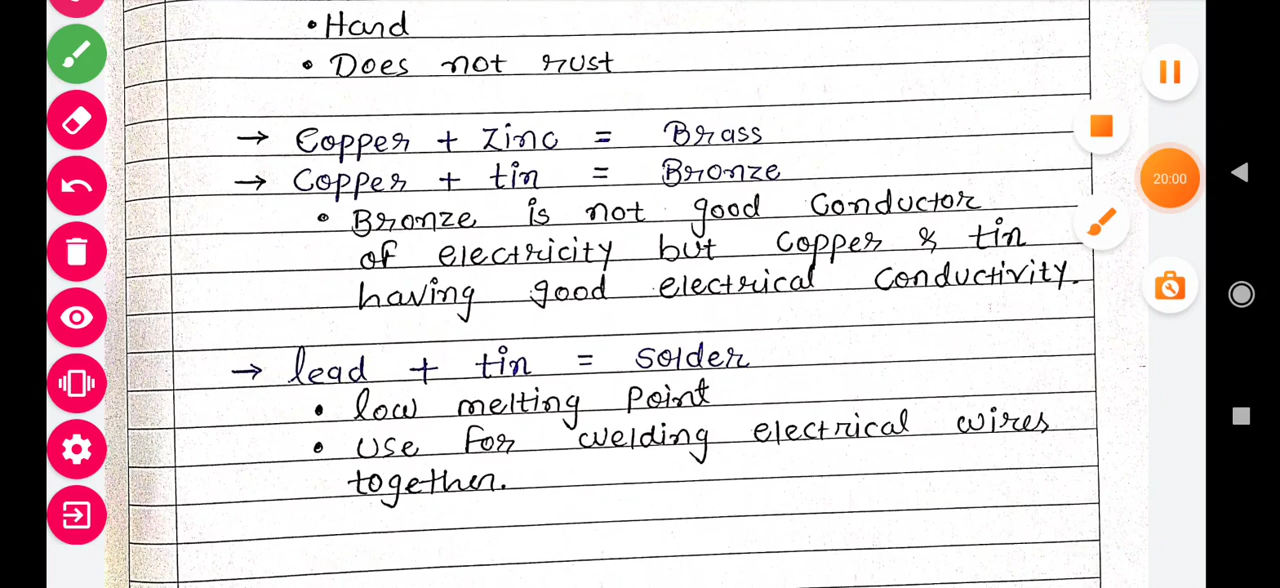 • Hard
• Does not rust
→ Copper + Zinc = Brass
→ Copper + tin = Bronze
• Bronze is not good conductor
of electricity but copper & tin
having good electrical conductivity.
→ lead + tin = solder
• low melting point
• use for welding electrical wires
together.
20:00